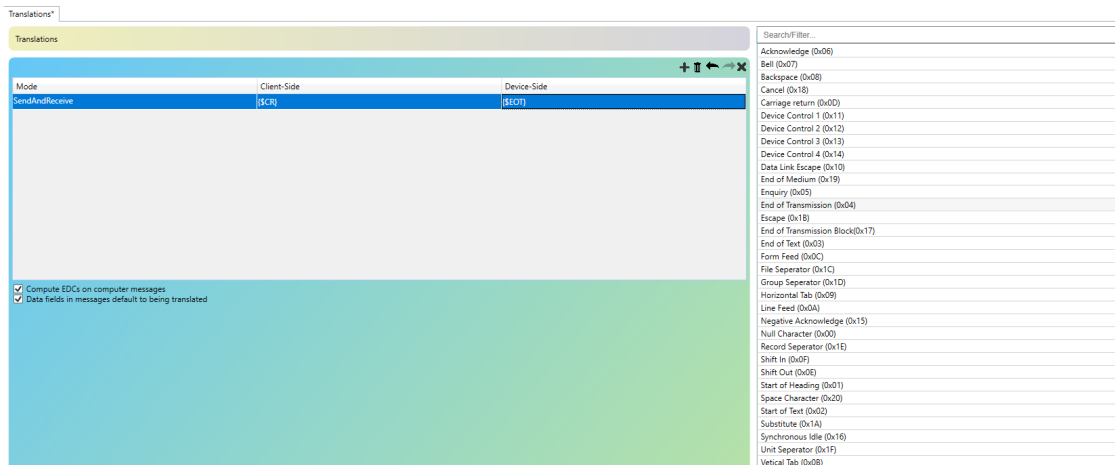 Translations*
Translations
Mode Client-Side Device-Side
SendAndReceive {$CR} {$EOT}
Compute EDCs on computer messages
Data fields in messages default to being translated
Search/Filter...
Acknowledge (0x06)
Bell (0x07)
Backspace (0x08)
Cancel (0x18)
Carriage return (0x0D)
Device Control 1 (0x11)
Device Control 2 (0x12)
Device Control 3 (0x13)
Device Control 4 (0x14)
Data Link Escape (0x10)
End of Medium (0x19)
Enquiry (0x05)
End of Transmission (0x04)
Escape (0x1B)
End of Transmission Block(0x17)
End of Text (0x03)
Form Feed (0x0C)
File Seperator (0x1C)
Group Seperator (0x1D)
Horizontal Tab (0x09)
Line Feed (0x0A)
Negative Acknowledge (0x15)
Null Character (0x00)
Record Seperator (0x1E)
Shift In (0x0F)
Shift Out (0x0E)
Start of Heading (0x01)
Space Character (0x20)
Start of Text (0x02)
Substitute (0x1A)
Synchronous Idle (0x16)
Unit Seperator (0x1F)
Vetical Tab (0x0B)